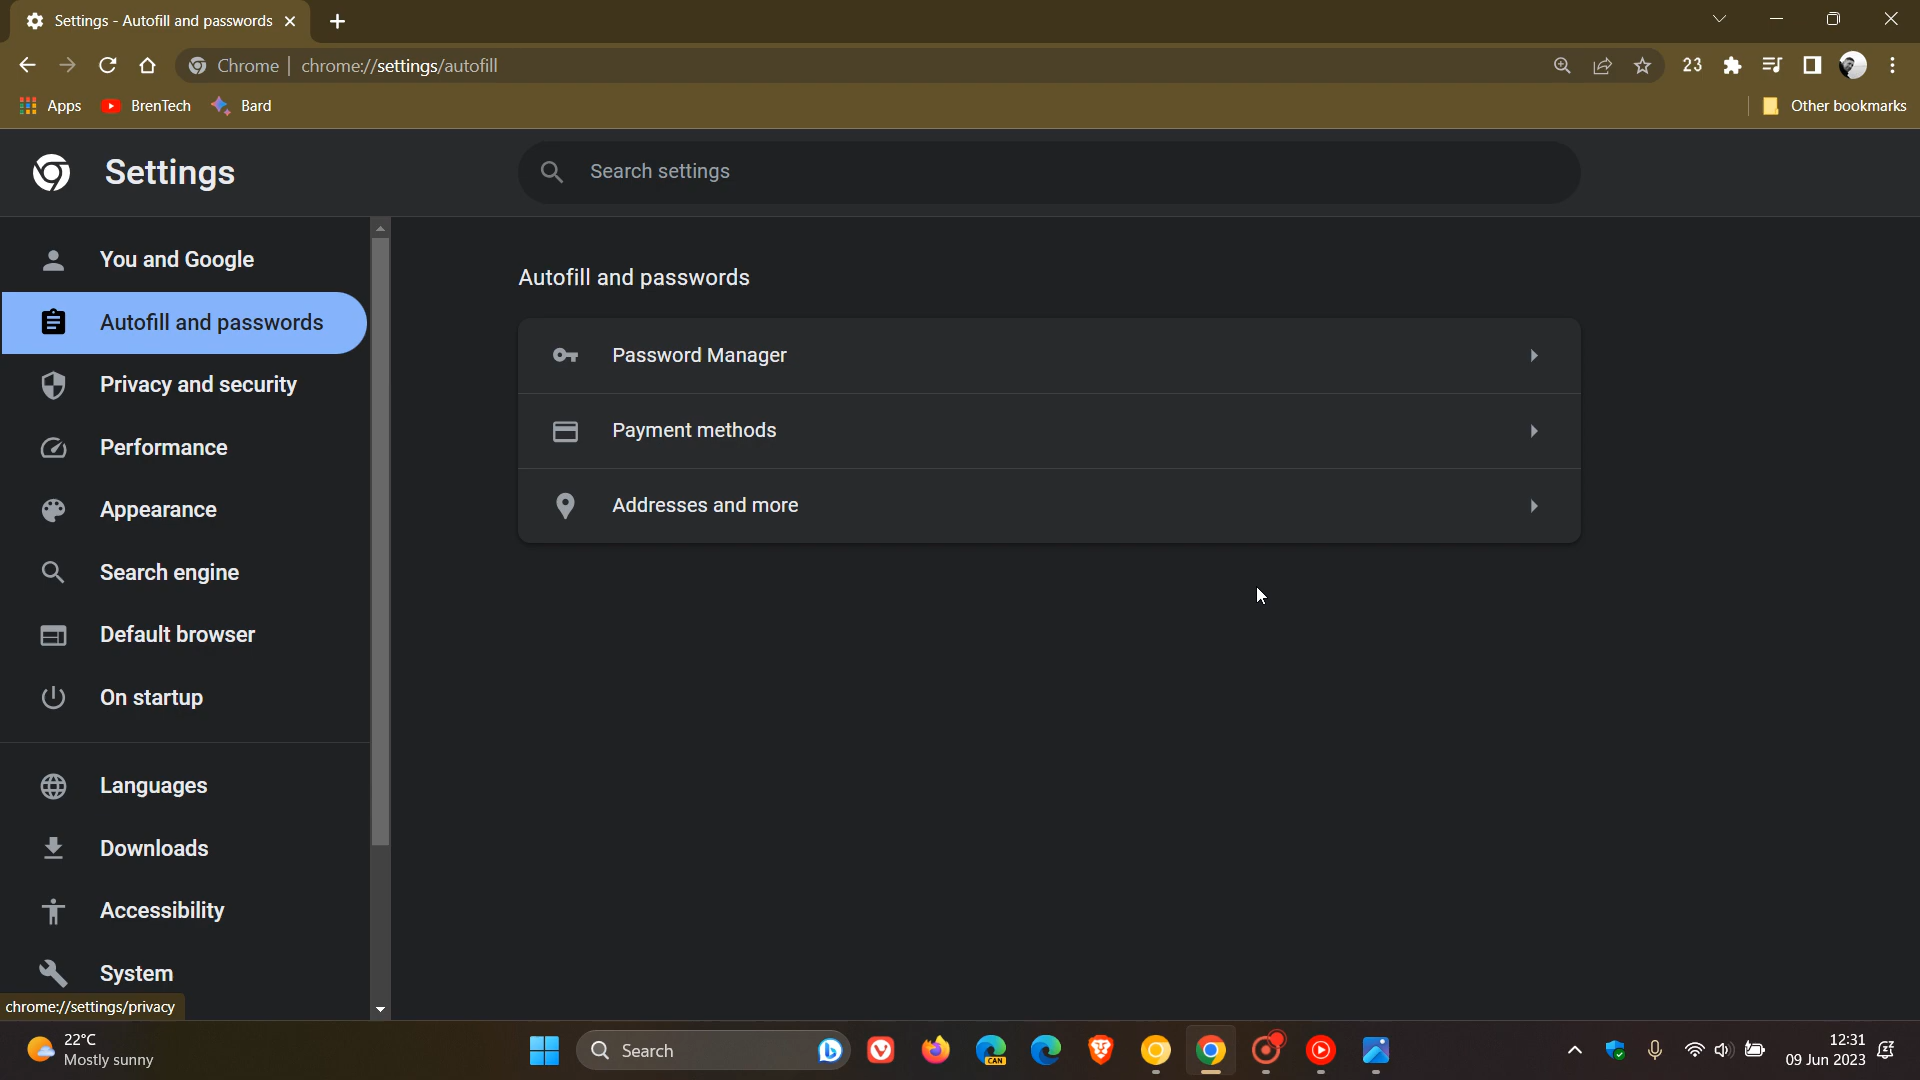 Settings - Autofill and passwords
Chrome | chrome://settings/autofill
23
Apps
BrenTech
Bard
Other bookmarks
Settings
Search settings
You and Google
Autofill and passwords
Privacy and security
Performance
Appearance
Search engine
Default browser
On startup
Languages
Downloads
Accessibility
System
Autofill and passwords
Password Manager
Payment methods
Addresses and more
chrome://settings/privacy
22°C
Mostly sunny
Search
CAN
12:31
09 Jun 2023